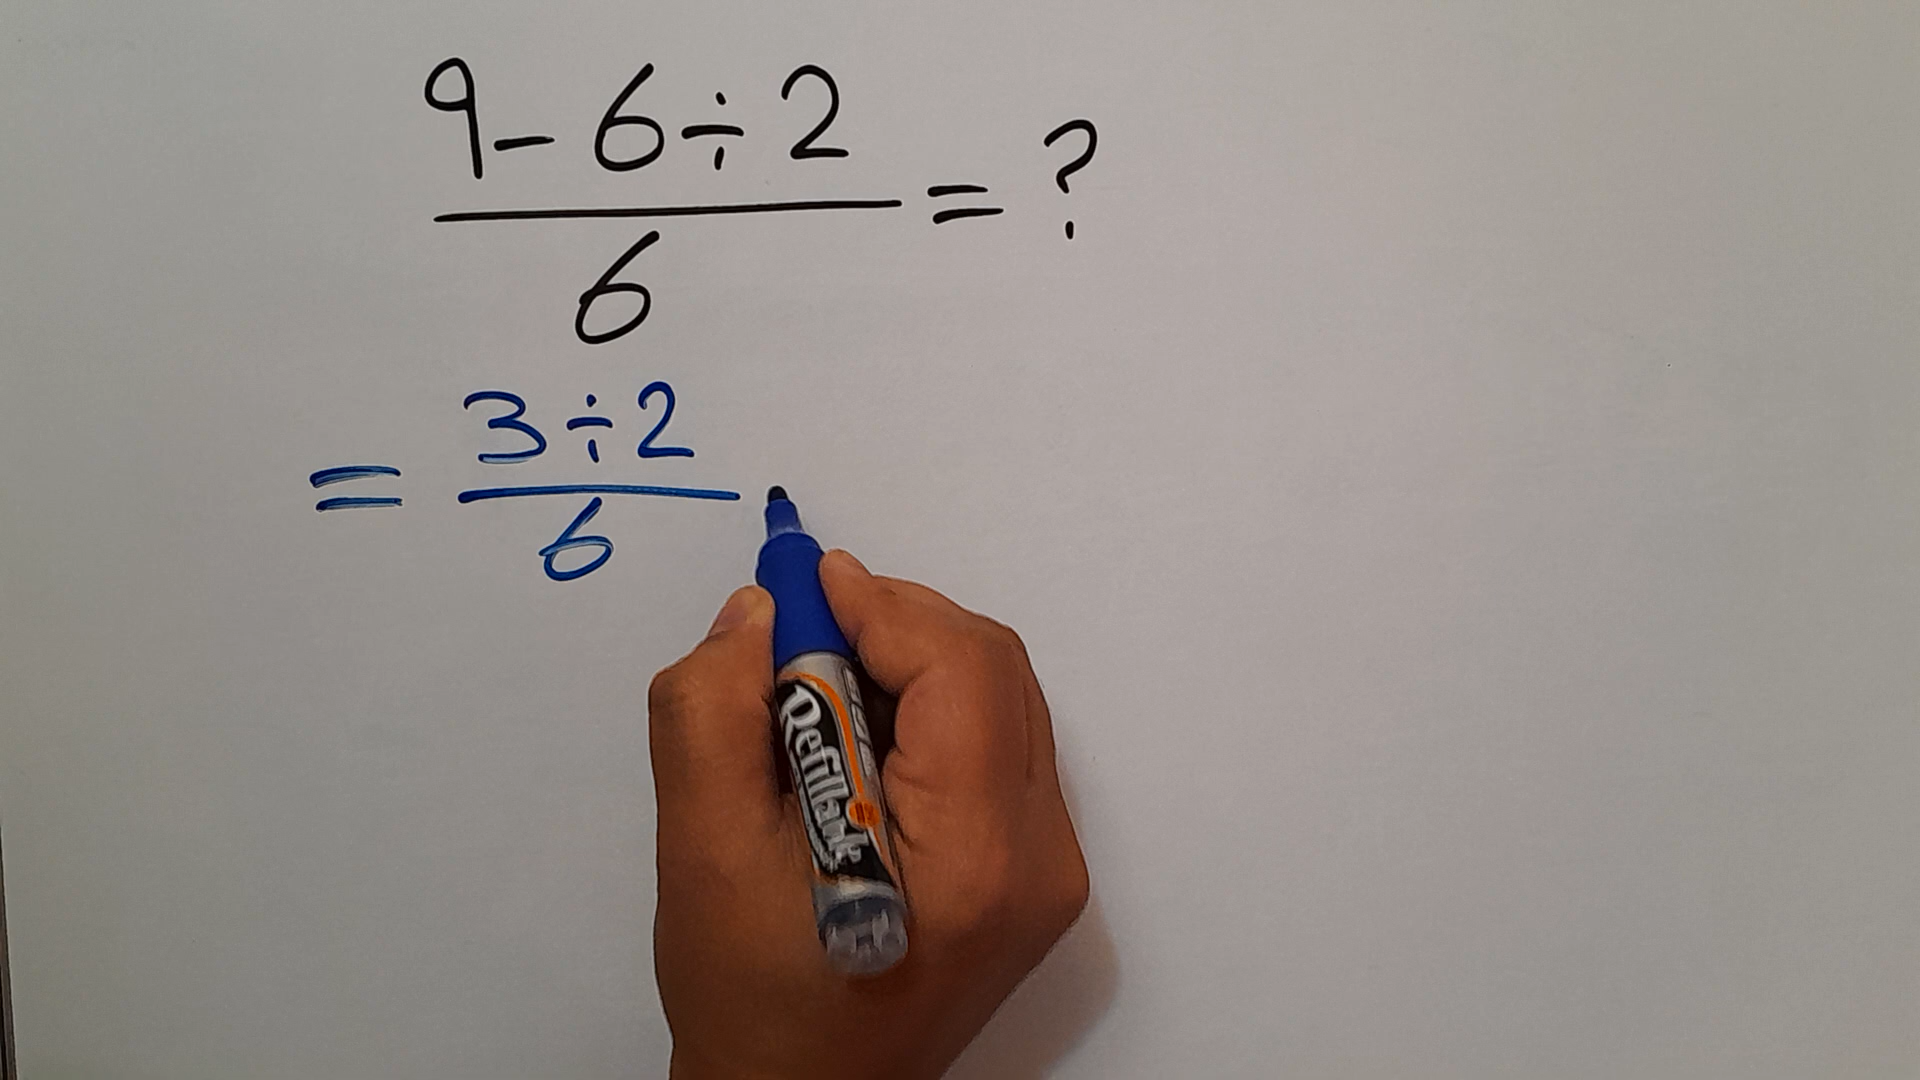 9 - 6 ÷ 2
= ?
6
3 ÷ 2
=
6
Refillable